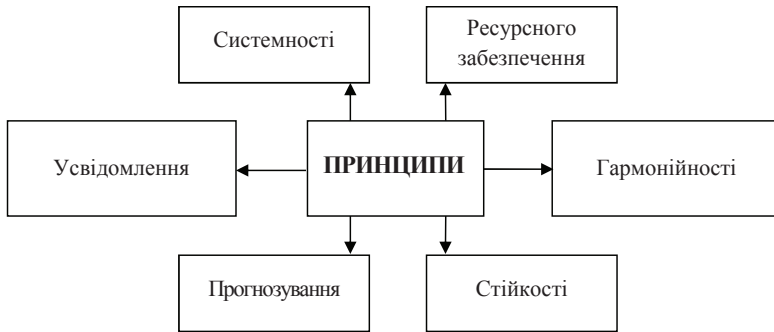 Системності
Ресурсного
забезпечення
Усвідомлення
ПРИНЦИПИ
Гармонійності
Прогнозування
Стійкості